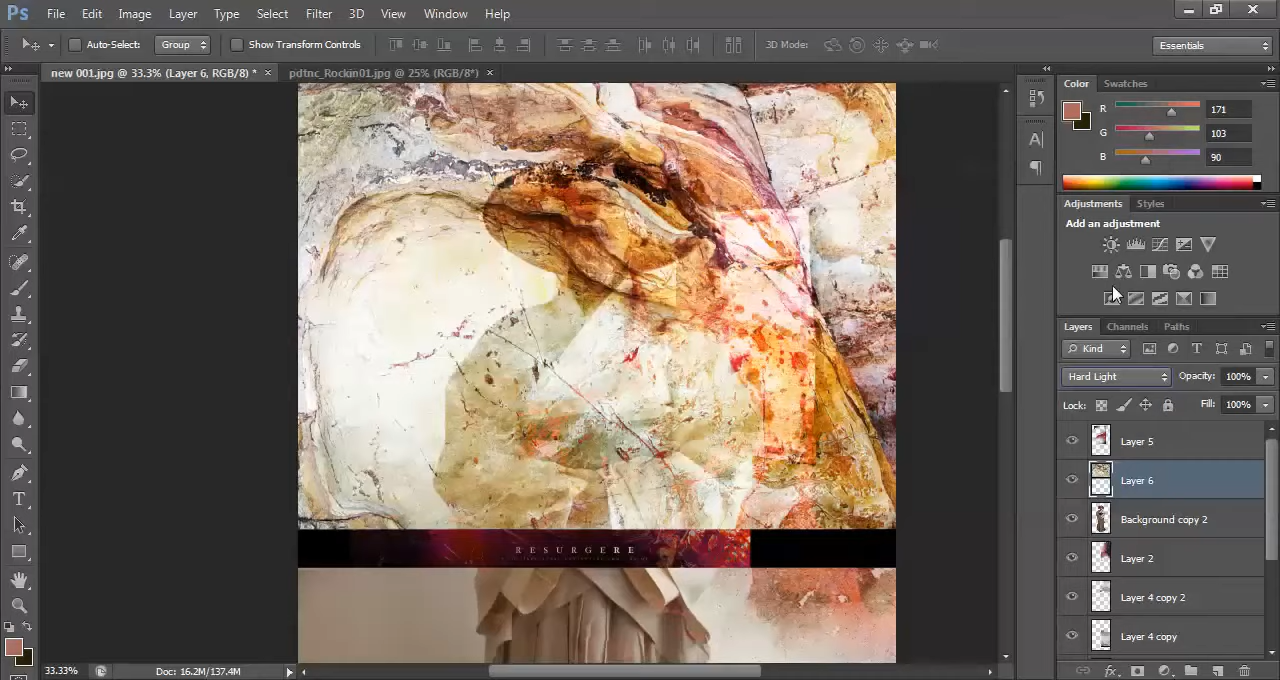 Ps File Edit Image Layer Type Select Filter 3D View Window Help
Auto-Select: Group Show Transform Controls 3D Mode: Essentials
new 001.jpg @ 33.3% (Layer 6, RGB/8) * × pdtnc_Rockin01.jpg @ 25% (RGB/8*) ×
Color Swatches
R 171
G 103
B 90
Adjustments Styles
Add an adjustment
Layers Channels Paths
Kind T
Hard Light Opacity: 100%
Lock: Fill: 100%
Layer 5
Layer 6
Background copy 2
Layer 2
Layer 4 copy 2
Layer 4 copy
RESURGERE
33.33% Doc: 16.2M/137.4M fx